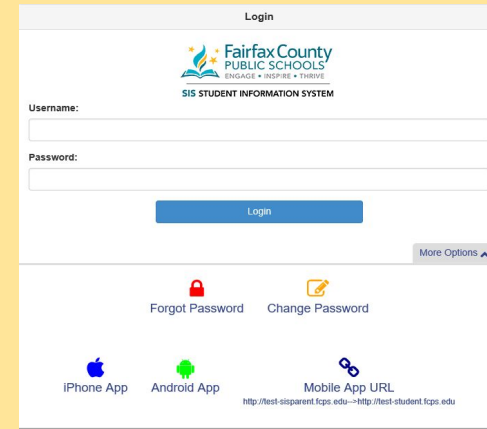 Login
Fairfax County
PUBLIC SCHOOLS
ENGAGE • INSPIRE • THRIVE
SIS STUDENT INFORMATION SYSTEM
Username:
Password:
Login
More Options
Forgot Password Change Password
iPhone App Android App Mobile App URL
http://test-sisparent.fcps.edu-->http://test-student.fcps.edu